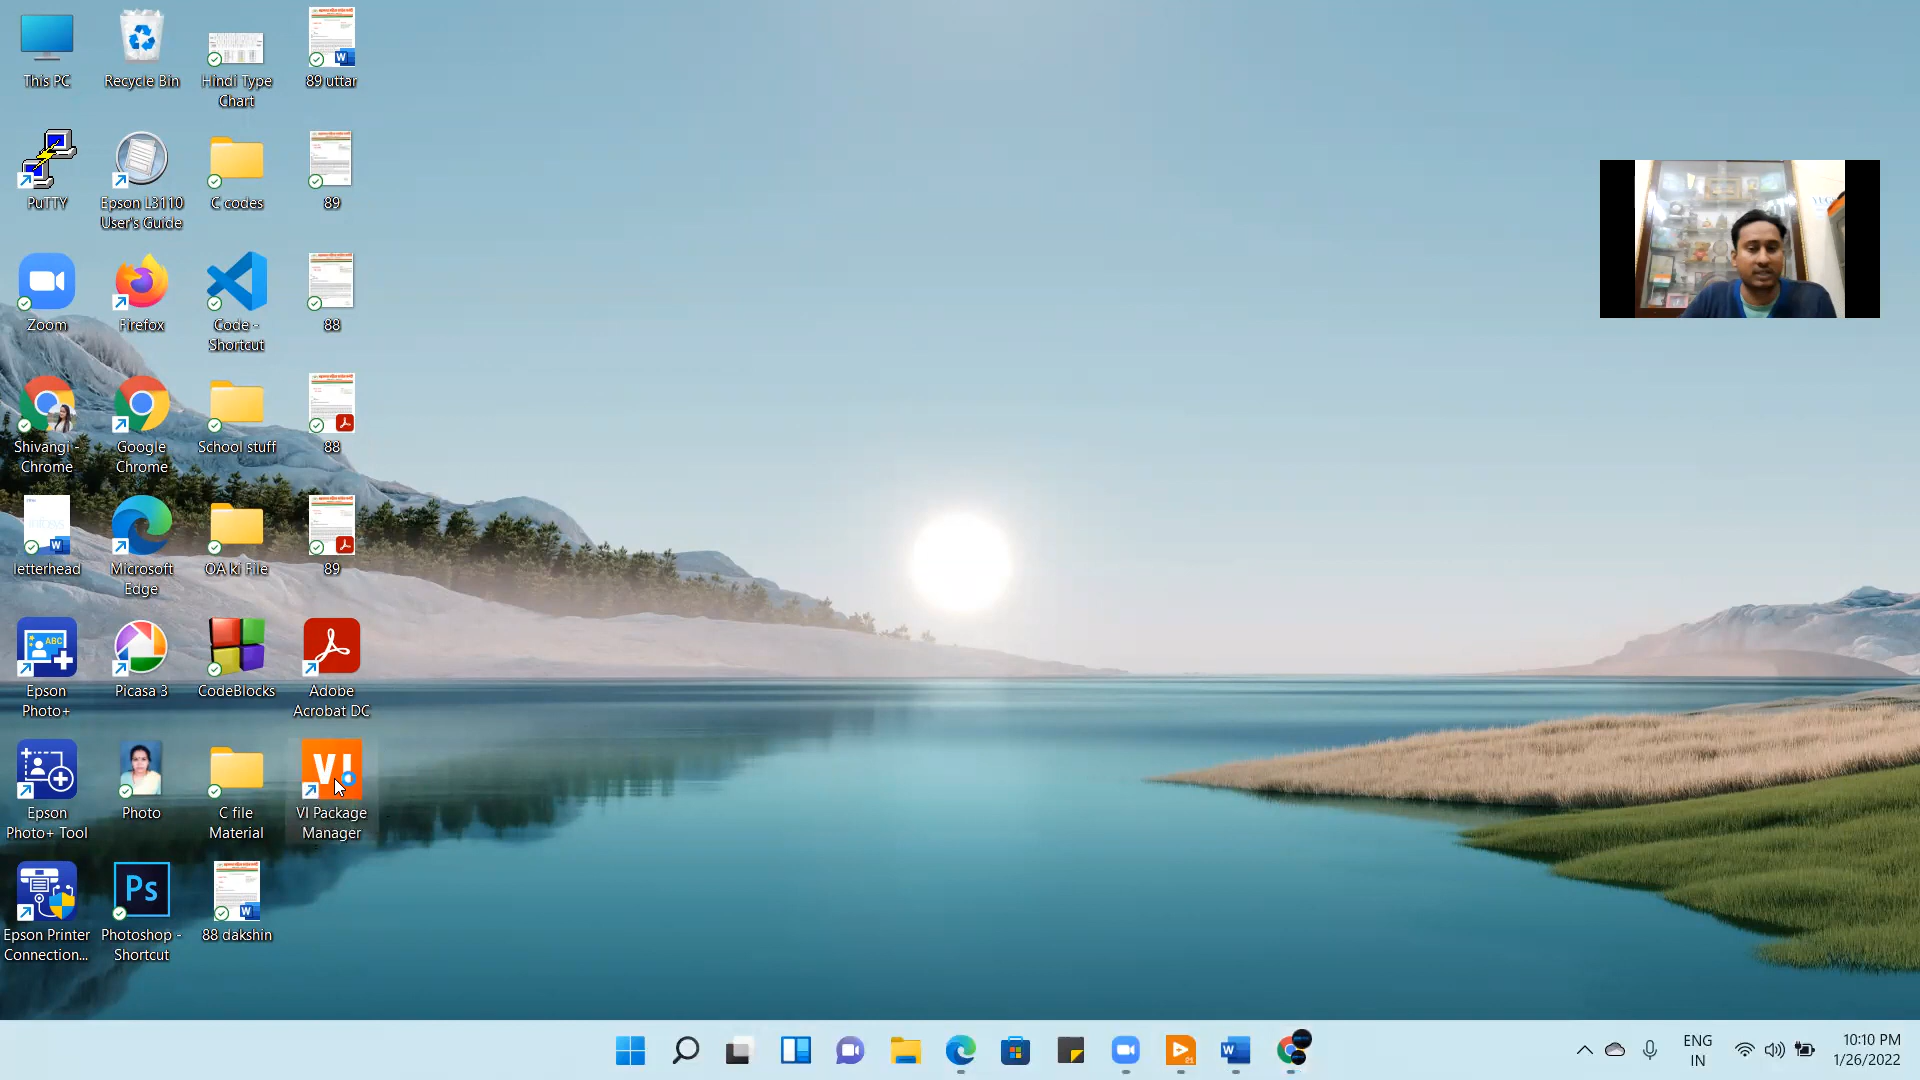 This PC
Recycle Bin
Hindi Type
Chart
89 uttar
PuTTY
Epson L3110
User's Guide
C codes
89
Zoom
Firefox
Code -
Shortcut
88
Shivangi -
Chrome
Google
Chrome
School stuff
88
letterhead
Microsoft
Edge
OA ki File
89
ABC
Epson
Photo+
Picasa 3
CodeBlocks
Adobe
Acrobat DC
Epson
Photo+ Tool
Photo
C file
Material
VI Package
Manager
Epson Printer
Connection...
Ps
Photoshop -
Shortcut
88 dakshin
ENG
IN
10:10 PM
1/26/2022